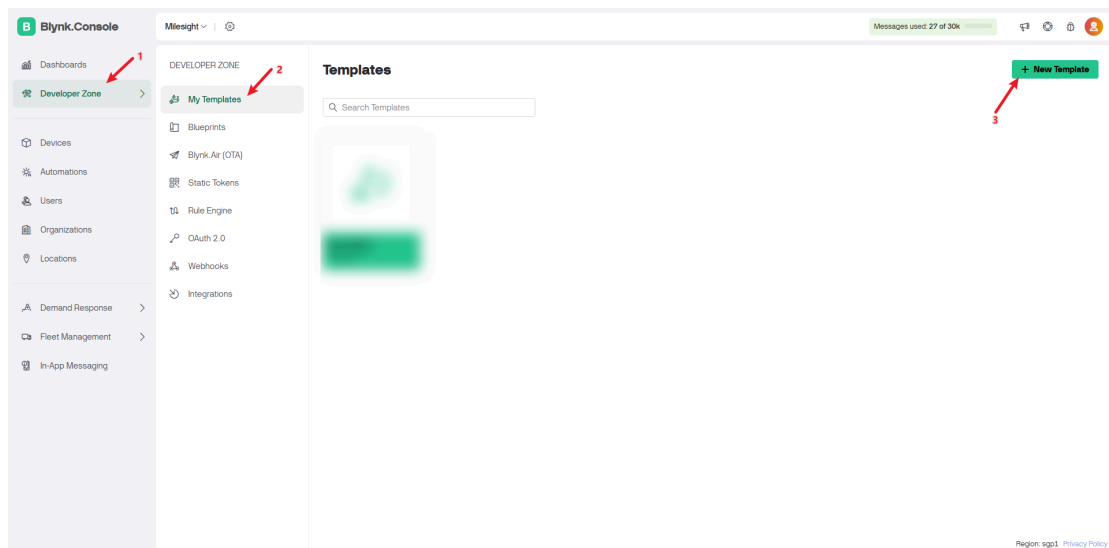 B Blynk.Console
Milesight
Messages used: 27 of 30k
Dashboards
1
Developer Zone
Devices
Automations
Users
Organizations
Locations
Demand Response
Fleet Management
In-App Messaging
DEVELOPER ZONE
2
My Templates
Blueprints
Blynk.Air (OTA)
Static Tokens
Rule Engine
OAuth 2.0
Webhooks
Integrations
Templates
+ New Template
3
Search Templates
Region: sgp1 Privacy Policy